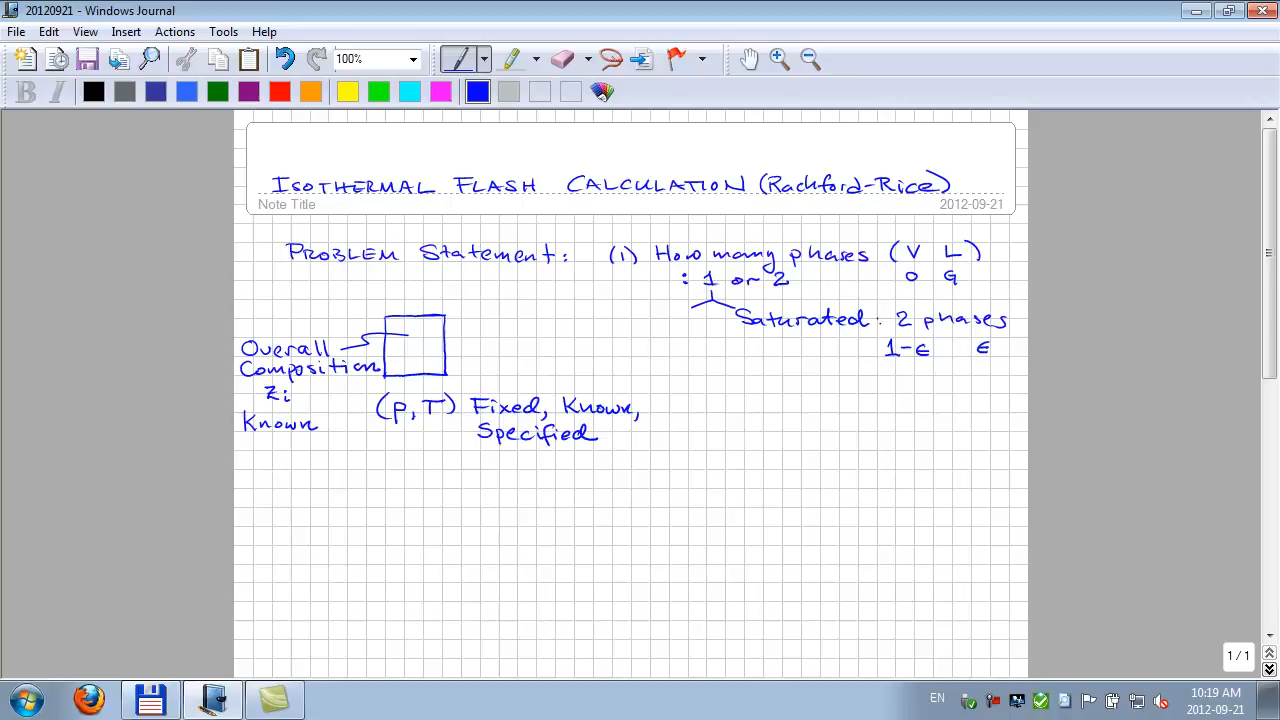 20120921 - Windows Journal
File Edit View Insert Actions Tools Help
100%
B I
ISOTHERMAL FLASH CALCULATION (Rachford-Rice)
Note Title
2012-09-21
PROBLEM Statement: (1) How many phases (V L)
: 1 or 2 O G
Saturated: 2 phases
1-ϵ ϵ
Overall
Composition
zi
Known
(p, T) Fixed, Known,
Specified
1 / 1
EN
10:19 AM
2012-09-21